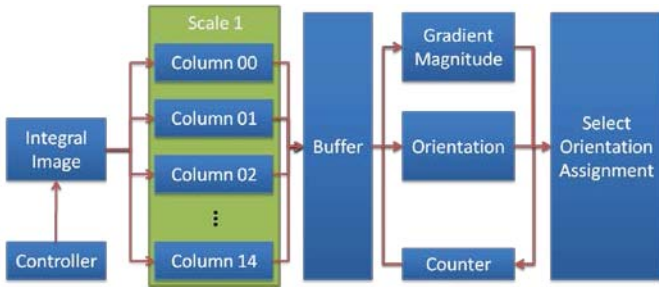 Scale 1
Column 00
Column 01
Column 02
Column 14
Integral
Image
Controller
Buffer
Gradient
Magnitude
Orientation
Counter
Select
Orientation
Assignment